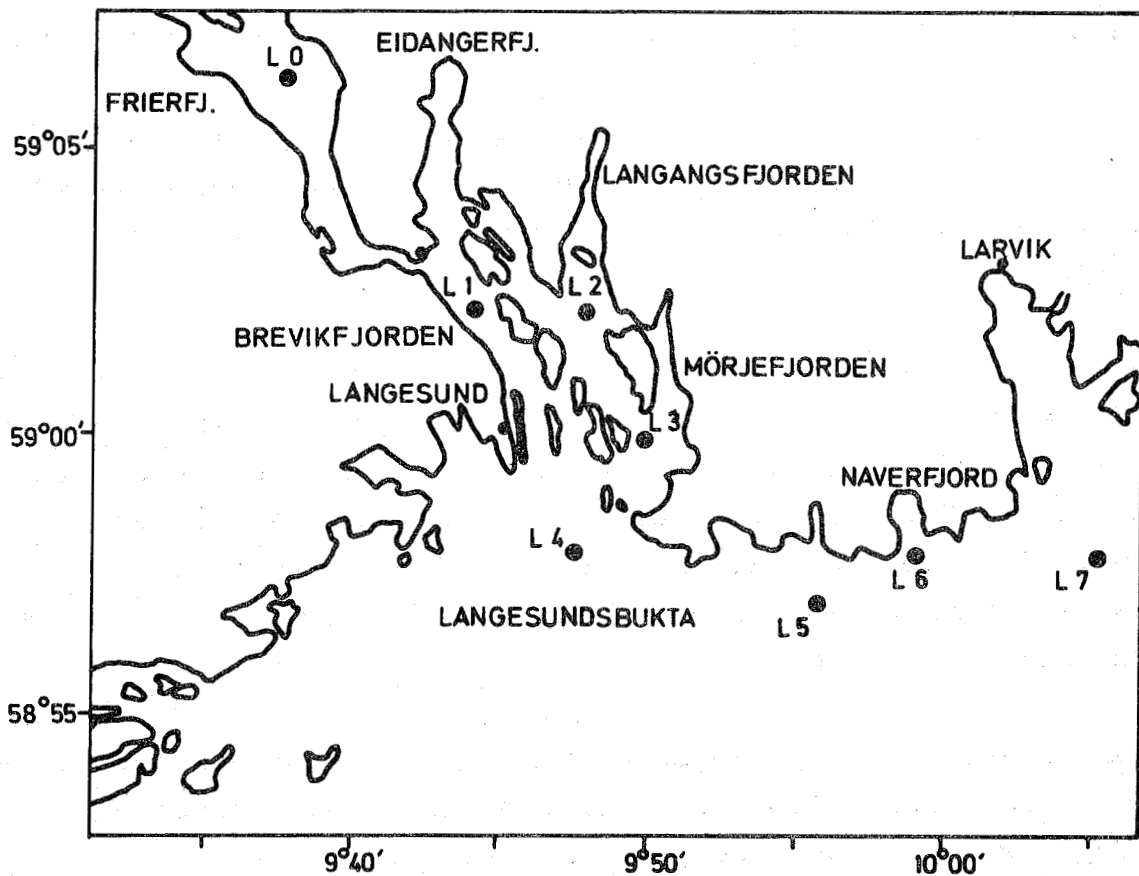 L 0
EIDANGERFJ.
FRIERFJ.
59°05'
LANGANGSFJORDEN
LARVIK
L 1
L 2
BREVIKFJORDEN
MÖRJEFJORDEN
LANGESUND
L 3
59°00'
NAVERFJORD
L 4
L 6
L 7
LANGESUNDSBUKTA
L 5
58°55'
9°40'
9°50'
10°00'